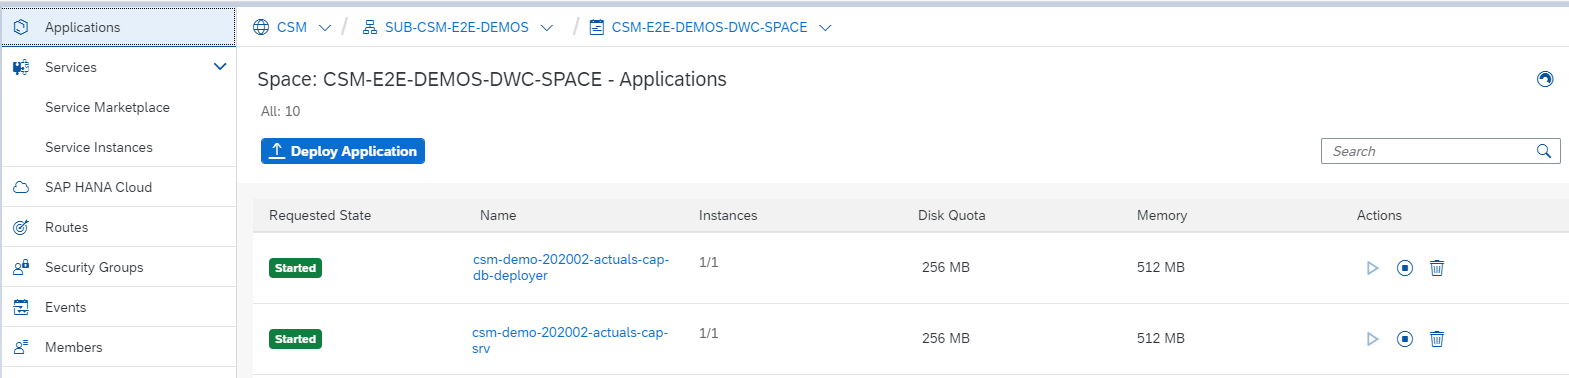 Applications
Services
Service Marketplace
Service Instances
SAP HANA Cloud
Routes
Security Groups
Events
Members
CSM / SUB-CSM-E2E-DEMOS / CSM-E2E-DEMOS-DWC-SPACE
Space: CSM-E2E-DEMOS-DWC-SPACE - Applications
All: 10
Deploy Application
Search
Requested State Name Instances Disk Quota Memory Actions
Started csm-demo-202002-actuals-cap- 1/1 256 MB 512 MB
db-deployer
Started csm-demo-202002-actuals-cap- 1/1 256 MB 512 MB
srv